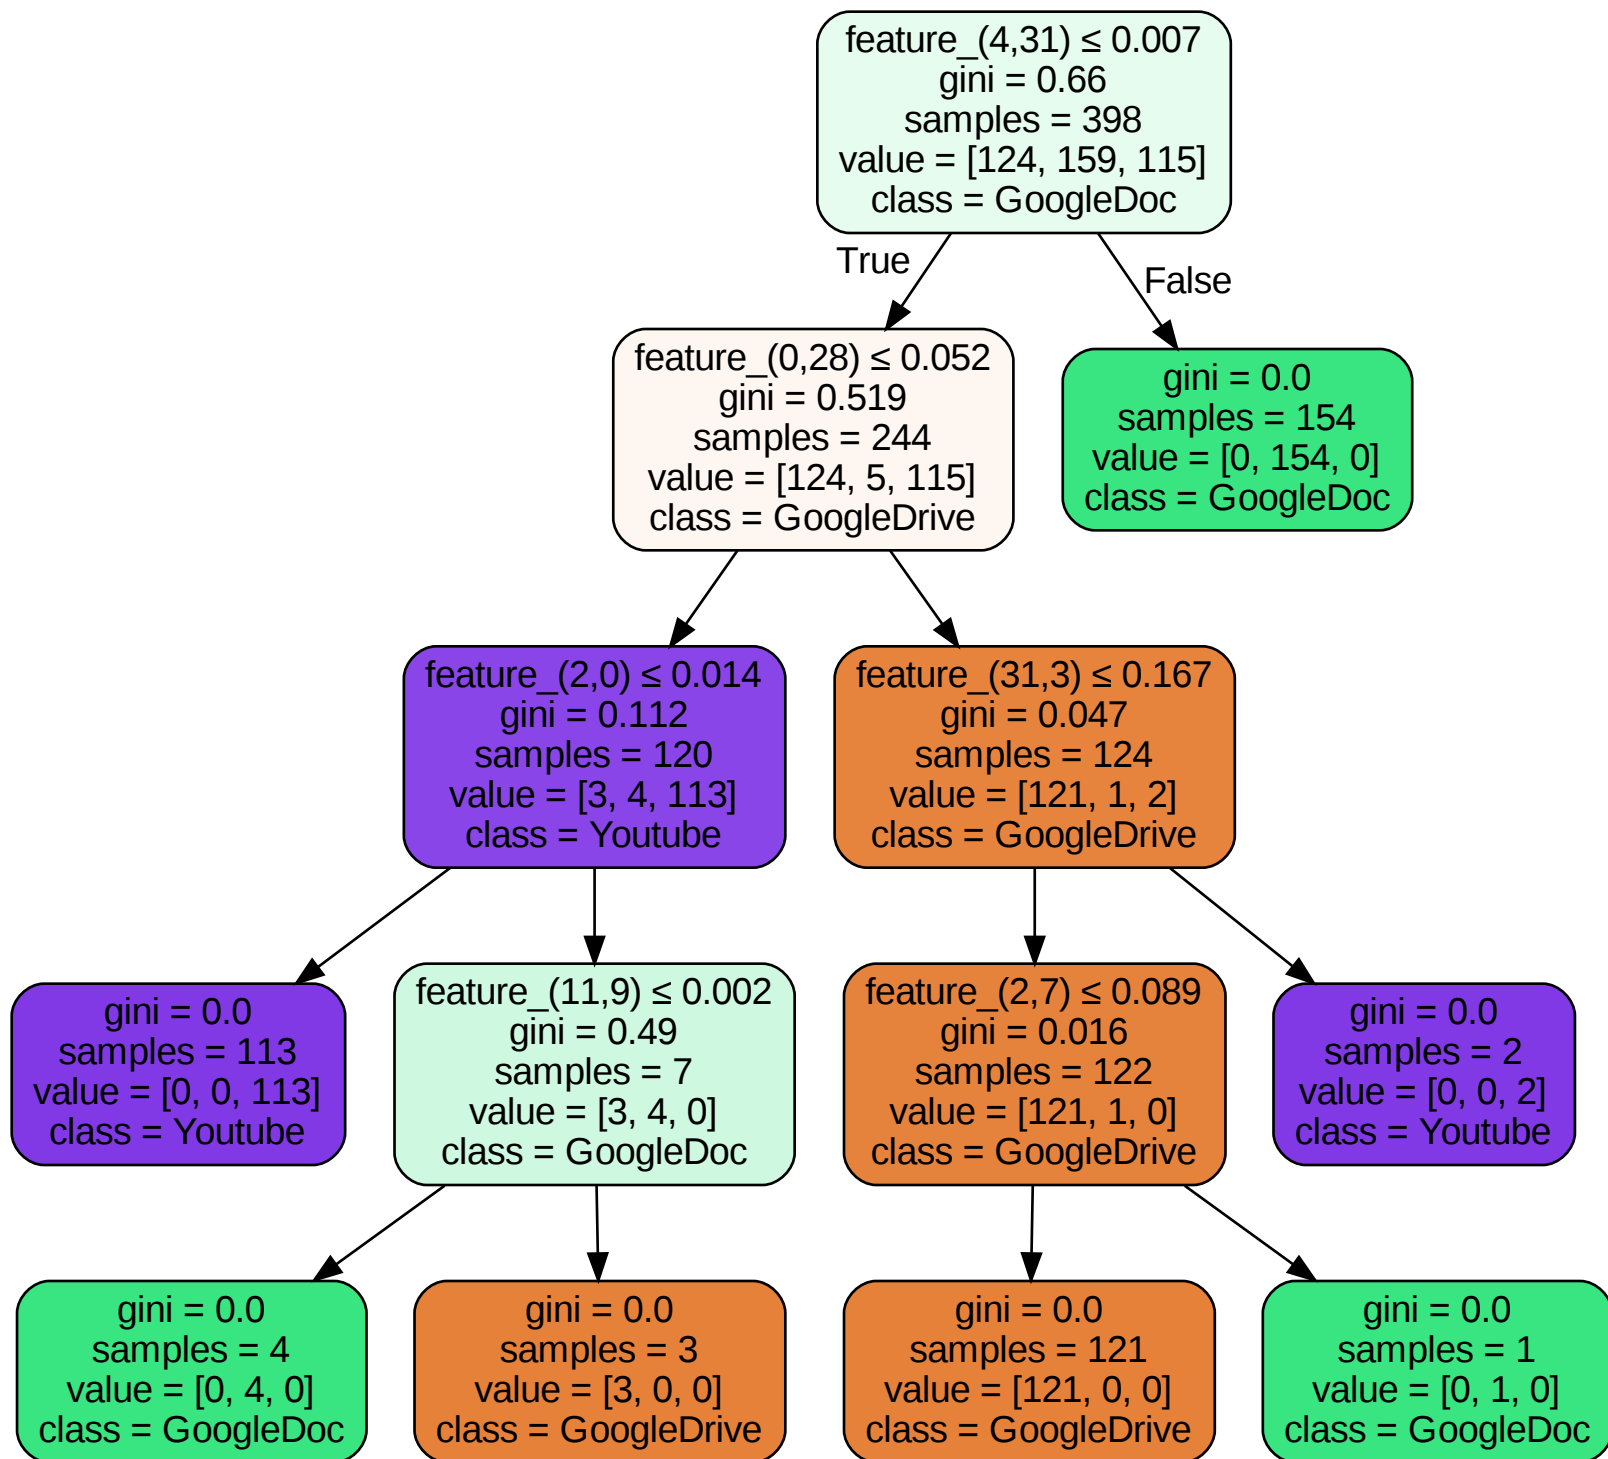 feature_(4,31) ≤ 0.007
gini = 0.66
samples = 398
value = [124, 159, 115]
class = GoogleDoc
True
False
feature_(0,28) ≤ 0.052
gini = 0.519
samples = 244
value = [124, 5, 115]
class = GoogleDrive
gini = 0.0
samples = 154
value = [0, 154, 0]
class = GoogleDoc
feature_(2,0) ≤ 0.014
gini = 0.112
samples = 120
value = [3, 4, 113]
class = Youtube
feature_(31,3) ≤ 0.167
gini = 0.047
samples = 124
value = [121, 1, 2]
class = GoogleDrive
gini = 0.0
samples = 113
value = [0, 0, 113]
class = Youtube
feature_(11,9) ≤ 0.002
gini = 0.49
samples = 7
value = [3, 4, 0]
class = GoogleDoc
feature_(2,7) ≤ 0.089
gini = 0.016
samples = 122
value = [121, 1, 0]
class = GoogleDrive
gini = 0.0
samples = 2
value = [0, 0, 2]
class = Youtube
gini = 0.0
samples = 4
value = [0, 4, 0]
class = GoogleDoc
gini = 0.0
samples = 3
value = [3, 0, 0]
class = GoogleDrive
gini = 0.0
samples = 121
value = [121, 0, 0]
class = GoogleDrive
gini = 0.0
samples = 1
value = [0, 1, 0]
class = GoogleDoc